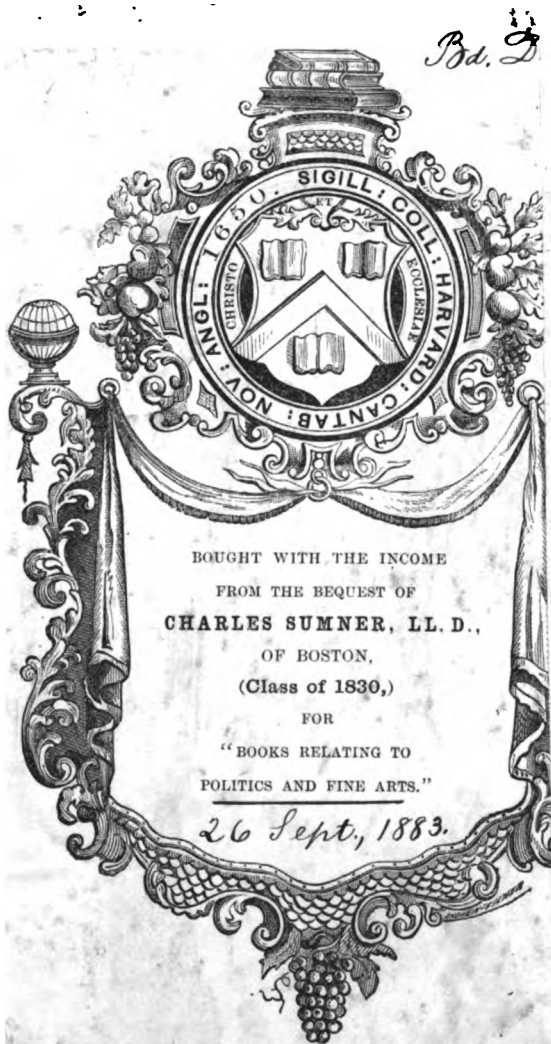 Bd. D
SIGILL: COLL: HARVARD: CANTAB: NOV: ANGL: 1650.
ET
CHRISTO
ECCLESIAE
BOUGHT WITH THE INCOME
FROM THE BEQUEST OF
CHARLES SUMNER, LL. D.,
OF BOSTON,
(Class of 1830,)
FOR
"BOOKS RELATING TO
POLITICS AND FINE ARTS."
26 Sept., 1883.